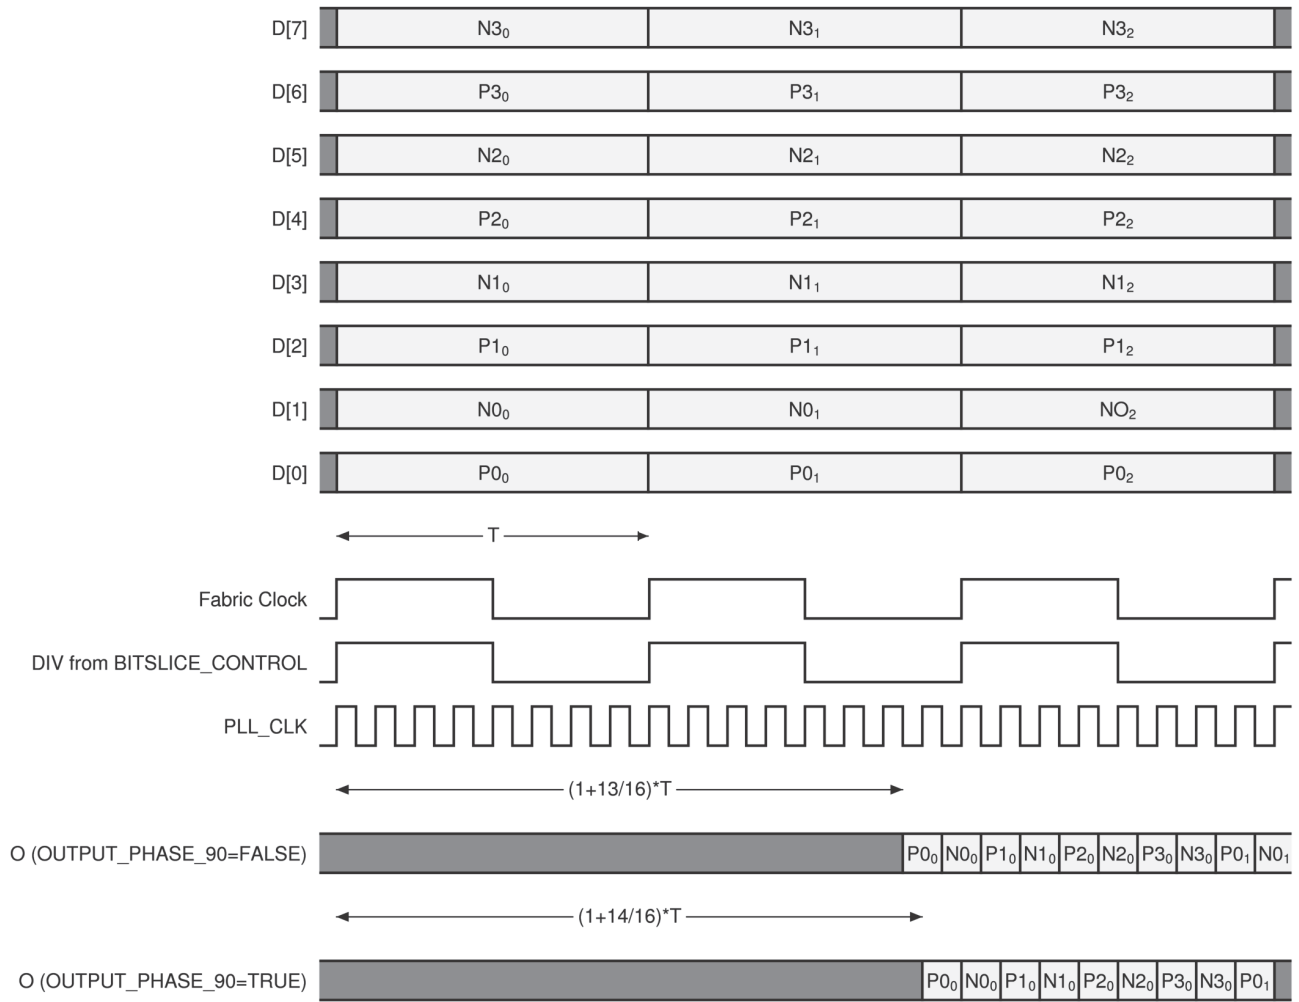 D[7] N3₀ N3₁ N3₂
D[6] P3₀ P3₁ P3₂
D[5] N2₀ N2₁ N2₂
D[4] P2₀ P2₁ P2₂
D[3] N1₀ N1₁ N1₂
D[2] P1₀ P1₁ P1₂
D[1] N0₀ N0₁ NO₂
D[0] P0₀ P0₁ P0₂
T
Fabric Clock
DIV from BITSLICE_CONTROL
PLL_CLK
(1+13/16)*T
O (OUTPUT_PHASE_90=FALSE) P0₀ N0₀ P1₀ N1₀ P2₀ N2₀ P3₀ N3₀ P0₁ N0₁
(1+14/16)*T
O (OUTPUT_PHASE_90=TRUE) P0₀ N0₀ P1₀ N1₀ P2₀ N2₀ P3₀ N3₀ P0₁